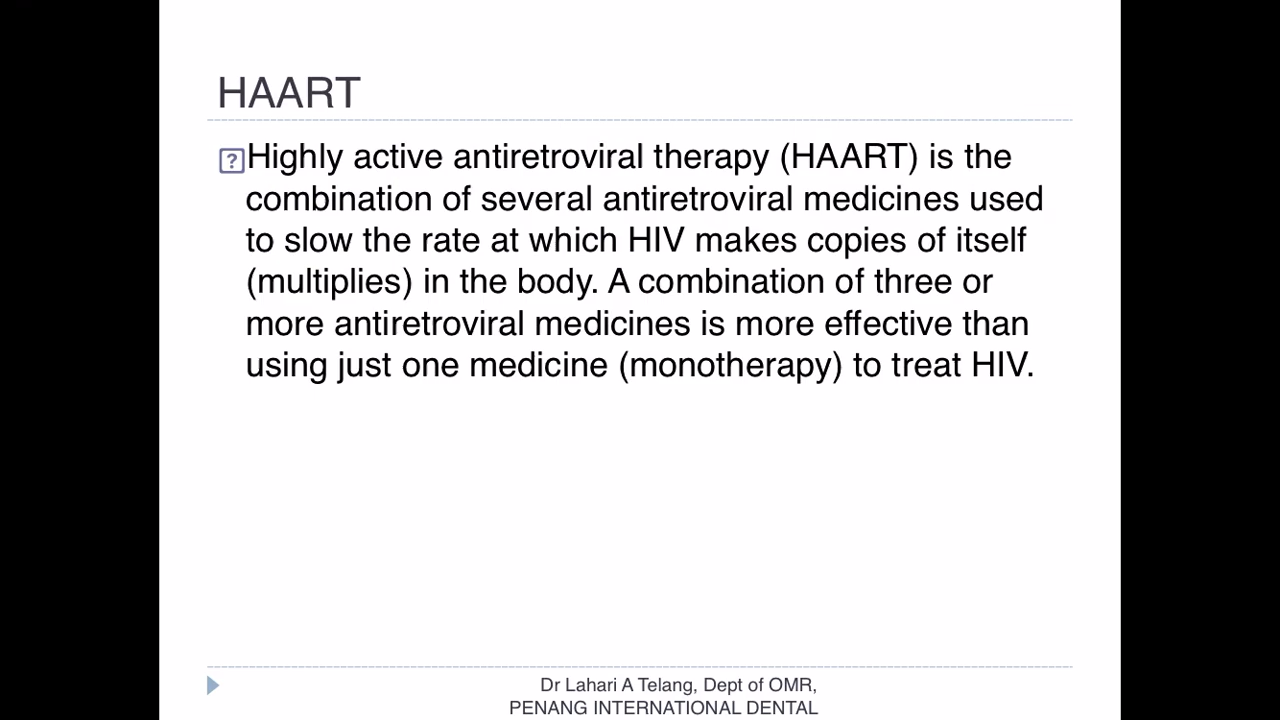 HAART
Highly active antiretroviral therapy (HAART) is the
combination of several antiretroviral medicines used
to slow the rate at which HIV makes copies of itself
(multiplies) in the body. A combination of three or
more antiretroviral medicines is more effective than
using just one medicine (monotherapy) to treat HIV.
Dr Lahari A Telang, Dept of OMR,
PENANG INTERNATIONAL DENTAL